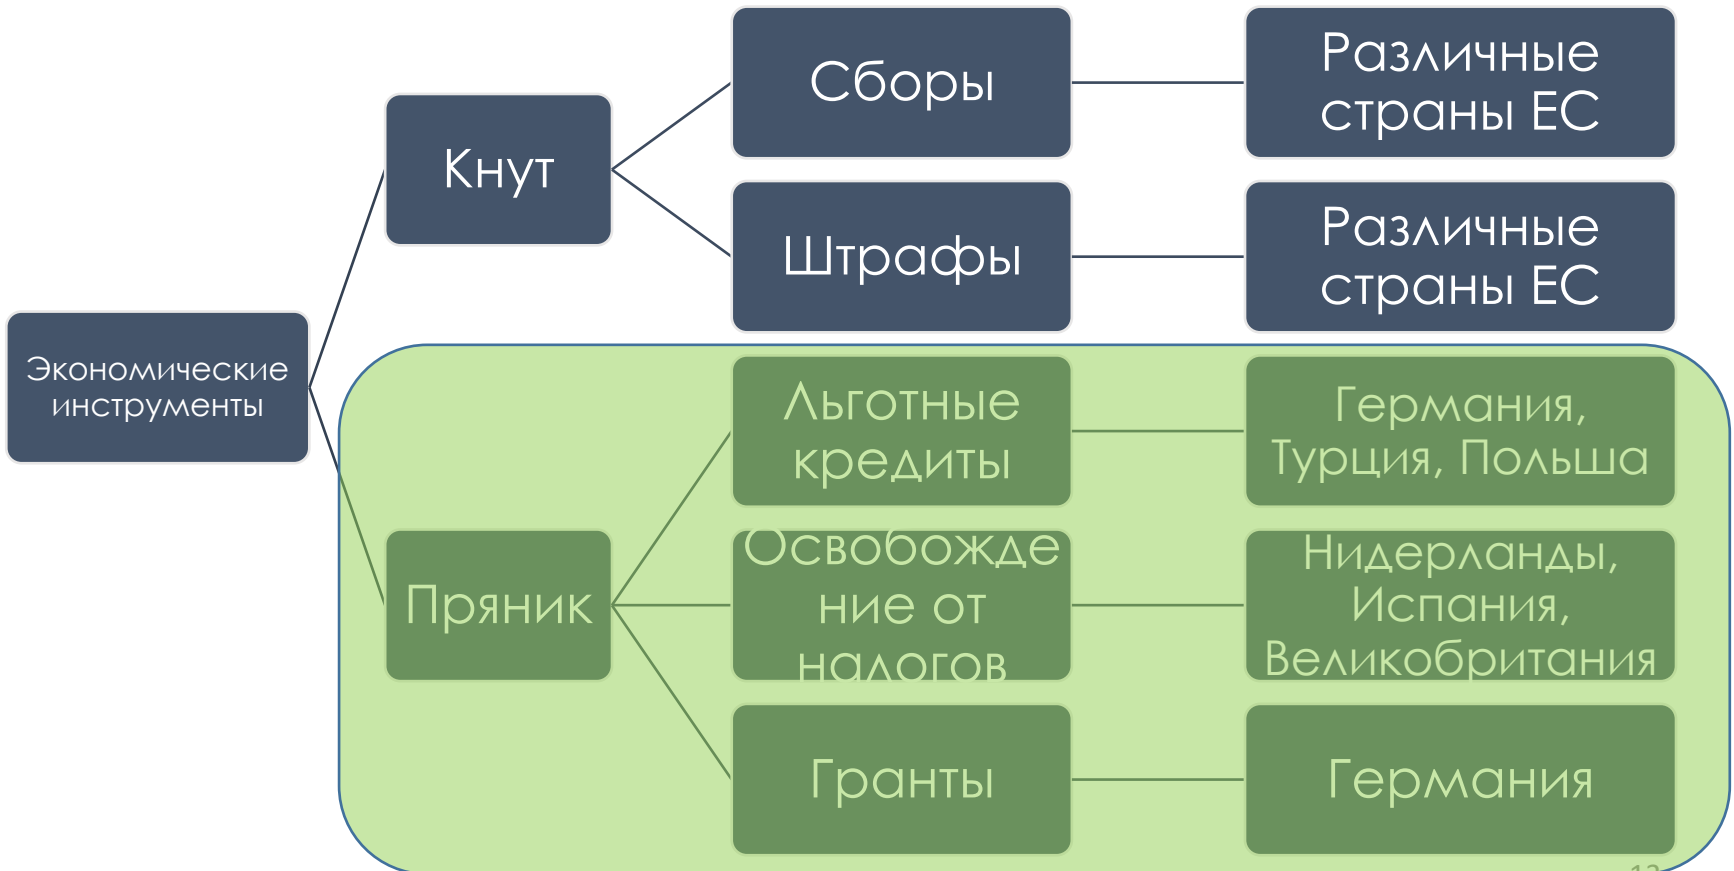 Сборы
Различные
страны ЕС
Кнут
Штрафы
Различные
страны ЕС
Экономические
инструменты
Льготные
кредиты
Германия,
Турция, Польша
Пряник
Освобожде
ние от
налогов
Нидерланды,
Испания,
Великобритания
Гранты
Германия